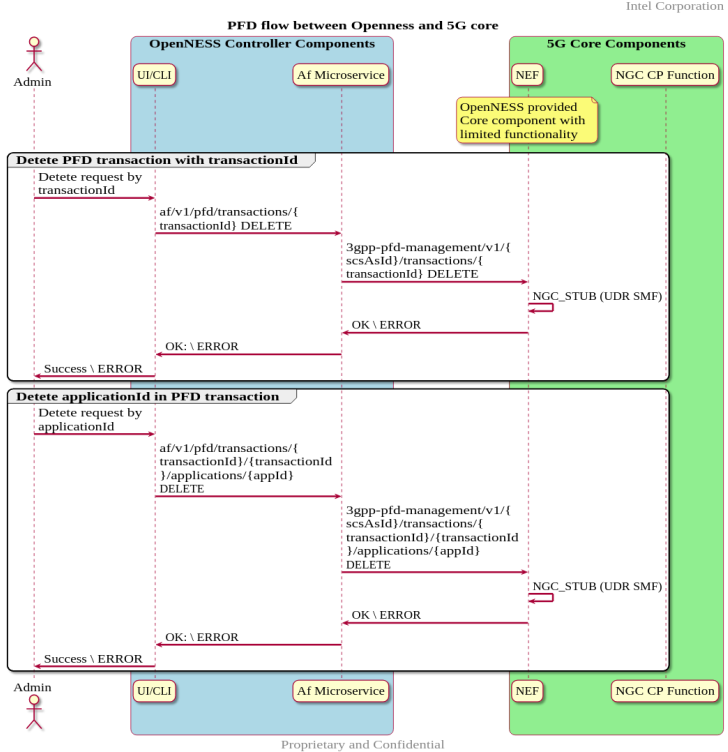 Intel Corporation
PFD flow between Openness and 5G core
OpenNESS Controller Components
5G Core Components
Admin
UI/CLI
Af Microservice
NEF
NGC CP Function
OpenNESS provided
Core component with
limited functionality
Detete PFD transaction with transactionId
Detete request by
transactionId
af/v1/pfd/transactions/{
transactionId} DELETE
3gpp-pfd-management/v1/{
scsAsId}/transactions/{
transactionId} DELETE
NGC_STUB (UDR SMF)
OK \ ERROR
OK: \ ERROR
Success \ ERROR
Detete applicationId in PFD transaction
Detete request by
applicationId
af/v1/pfd/transactions/{
transactionId}/{transactionId
}/applications/{appId}
DELETE
3gpp-pfd-management/v1/{
scsAsId}/transactions/{
transactionId}/{transactionId
}/applications/{appId}
DELETE
NGC_STUB (UDR SMF)
OK \ ERROR
OK: \ ERROR
Success \ ERROR
Admin
UI/CLI
Af Microservice
NEF
NGC CP Function
Proprietary and Confidential